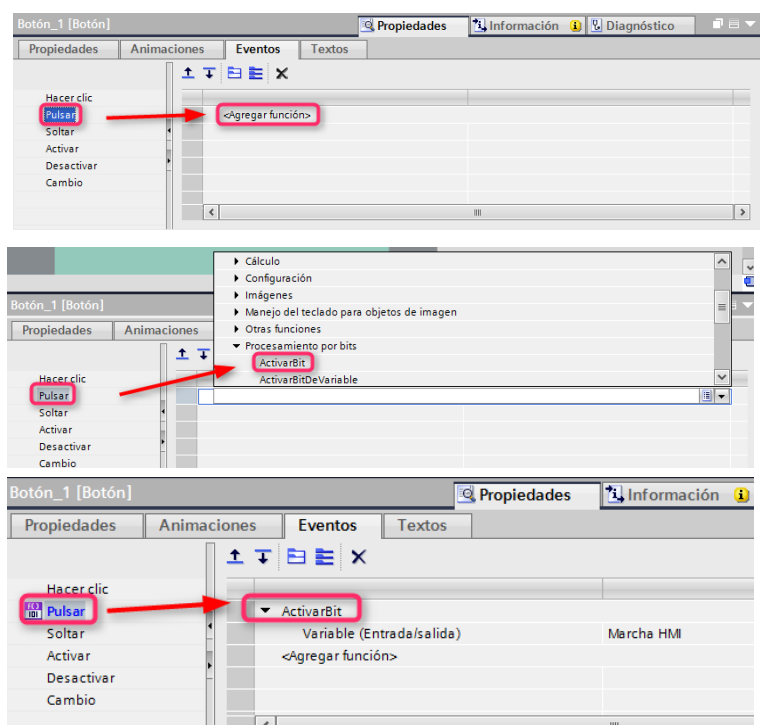 Botón_1 [Botón] Propiedades Información Diagnóstico
Propiedades Animaciones Eventos Textos
Hacer clic
Pulsar <Agregar función>
Soltar
Activar
Desactivar
Cambio
Cálculo
Configuración
Imágenes
Botón_1 [Botón] Manejo del teclado para objetos de imagen
Propiedades Animaciones Otras funciones
Procesamiento por bits
ActivarBit
Hacer clic ActivarBitDeVariable
Pulsar
Soltar
Activar
Desactivar
Cambio
Botón_1 [Botón] Propiedades Información
Propiedades Animaciones Eventos Textos
Hacer clic
Pulsar ActivarBit
Soltar Variable (Entrada/salida) Marcha HMI
Activar <Agregar función>
Desactivar
Cambio